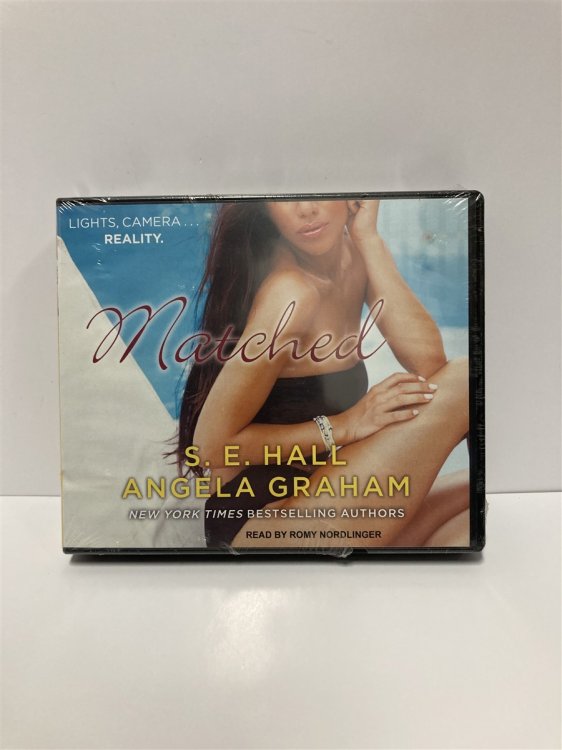 LIGHTS, CAMERA...
REALITY.
Matched
S. E. HALL
ANGELA GRAHAM
NEW YORK TIMES BESTSELLING AUTHORS
READ BY ROMY NORDLINGER